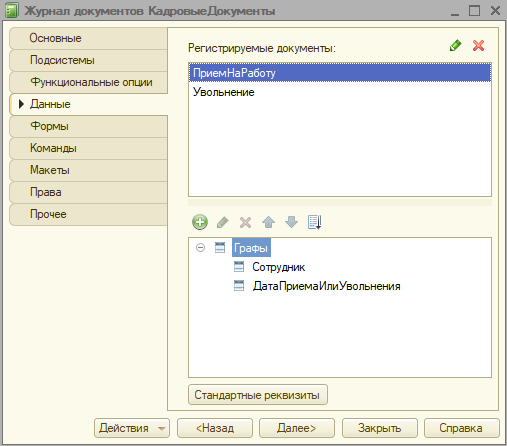 Журнал документов КадровыеДокументы
Основные
Подсистемы
Функциональные опции
Данные
Формы
Команды
Макеты
Права
Прочее
Регистрируемые документы:
ПриемНаРаботу
Увольнение
Графы
Сотрудник
ДатаПриемаИлиУвольнения
Стандартные реквизиты
Действия
<Назад
Далее>
Закрыть
Справка